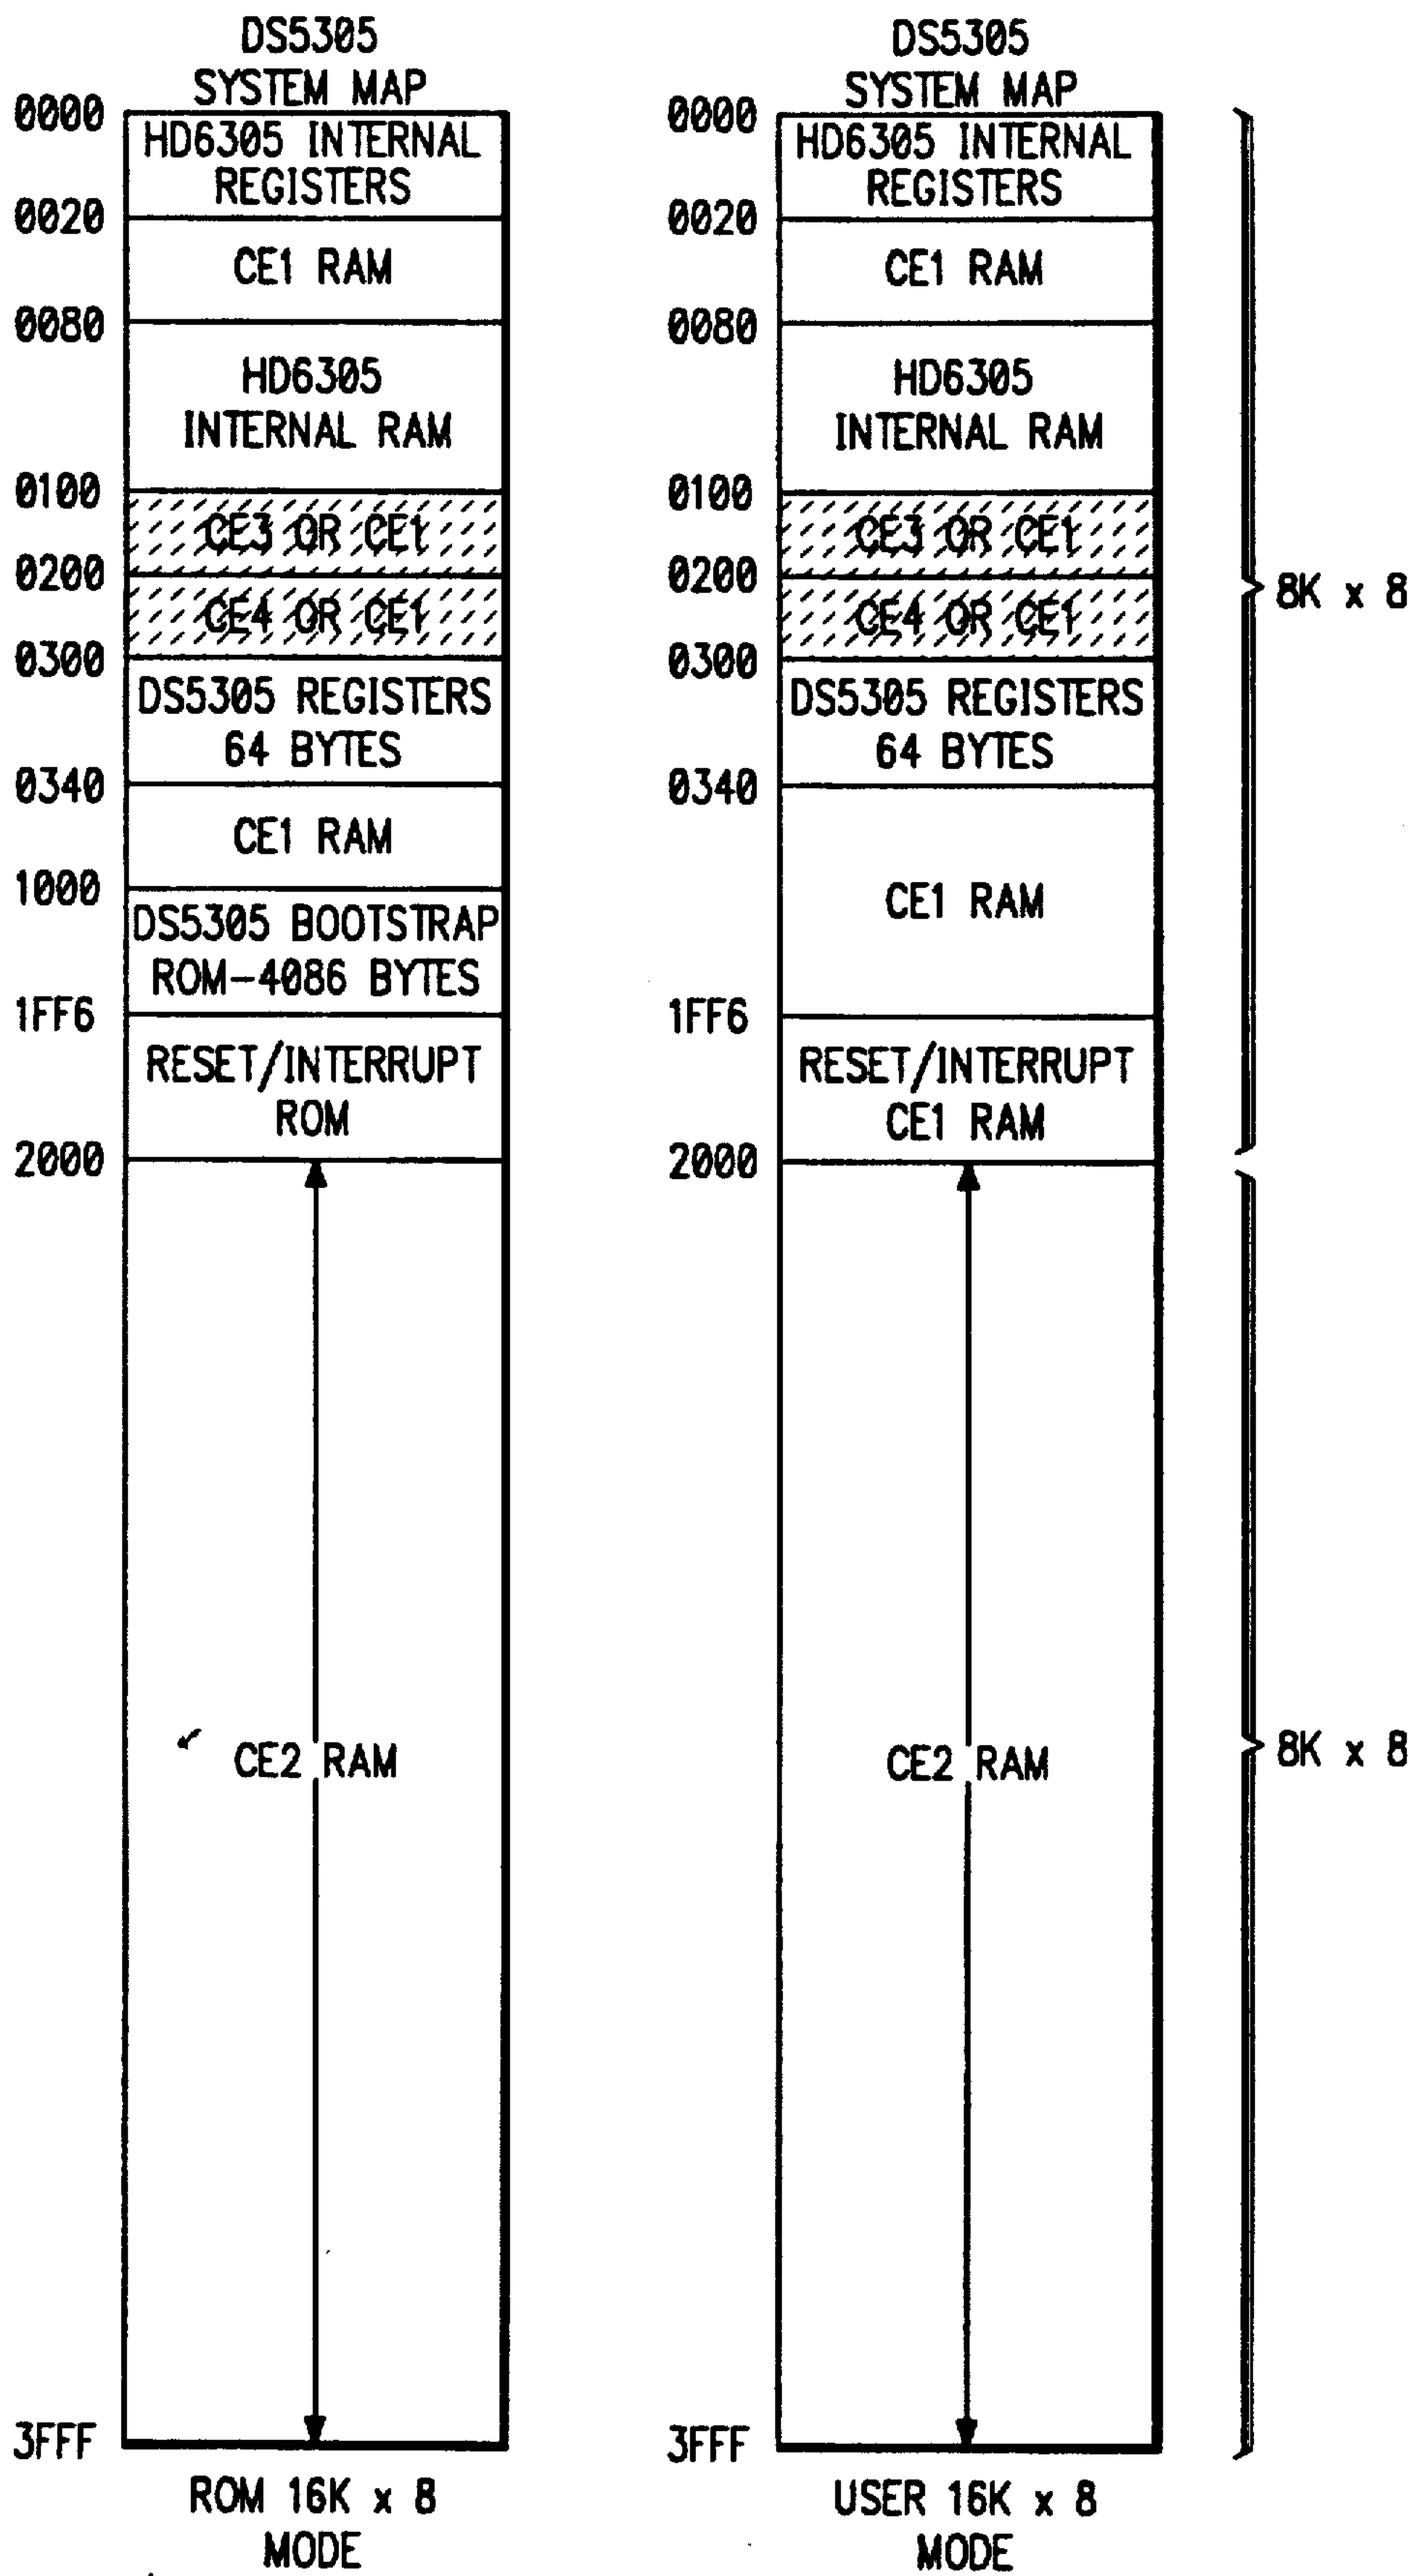 DS5305
SYSTEM MAP
0000
HD6305 INTERNAL
REGISTERS
0020
CE1 RAM
0080
HD6305
INTERNAL RAM
0100
CE3 OR CE1
0200
CE4 OR CE1
0300
DS5305 REGISTERS
64 BYTES
0340
CE1 RAM
1000
DS5305 BOOTSTRAP
ROM-4086 BYTES
1FF6
RESET/INTERRUPT
ROM
2000
CE2 RAM
3FFF
ROM 16K x 8
MODE
DS5305
SYSTEM MAP
0000
HD6305 INTERNAL
REGISTERS
0020
CE1 RAM
0080
HD6305
INTERNAL RAM
0100
CE3 OR CE1
0200
CE4 OR CE1
0300
DS5305 REGISTERS
64 BYTES
0340
CE1 RAM
1FF6
RESET/INTERRUPT
CE1 RAM
2000
CE2 RAM
3FFF
USER 16K x 8
MODE
8K x 8
8K x 8